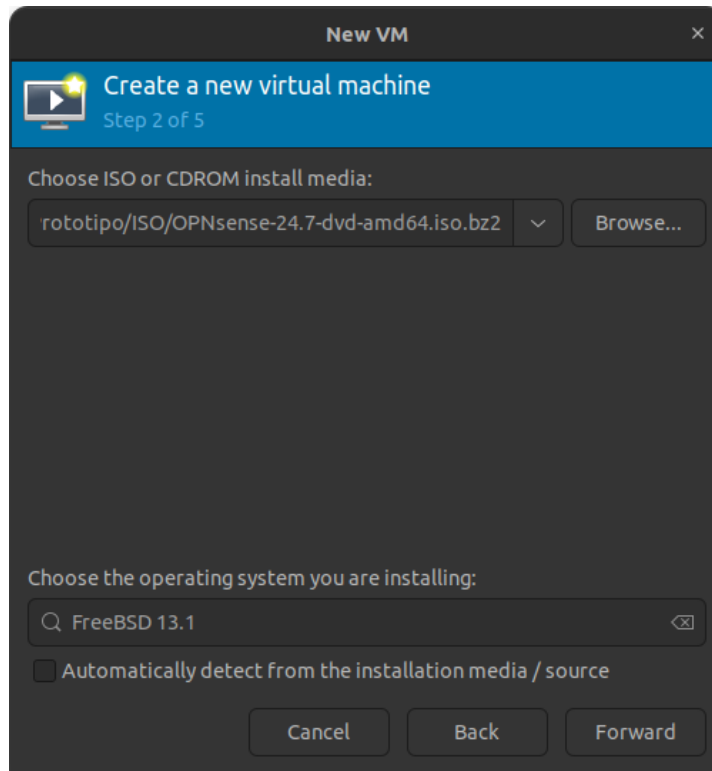 New VM
Create a new virtual machine
Step 2 of 5
Choose ISO or CDROM install media:
rototipo/ISO/OPNsense-24.7-dvd-amd64.iso.bz2
Browse...
Choose the operating system you are installing:
FreeBSD 13.1
Automatically detect from the installation media / source
Cancel Back Forward